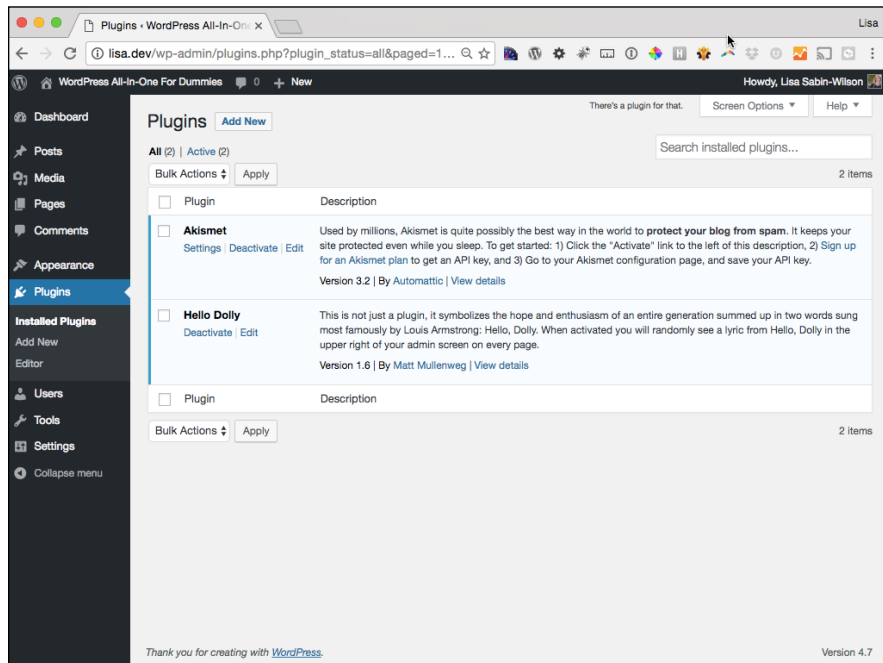 Plugins ‹ WordPress All-In-On
Lisa
lisa.dev/wp-admin/plugins.php?plugin_status=all&paged=1...
WordPress All-In-One For Dummies 0 + New
Howdy, Lisa Sabin-Wilson
Dashboard
Posts
Media
Pages
Comments
Appearance
Plugins
Installed Plugins
Add New
Editor
Users
Tools
Settings
Collapse menu
There's a plugin for that.
Screen Options ▼
Help ▼
Plugins Add New
All (2) | Active (2)
Search installed plugins...
Bulk Actions Apply
2 items
Plugin Description
Akismet
Settings | Deactivate | Edit
Used by millions, Akismet is quite possibly the best way in the world to protect your blog from spam. It keeps your
site protected even while you sleep. To get started: 1) Click the "Activate" link to the left of this description, 2) Sign up
for an Akismet plan to get an API key, and 3) Go to your Akismet configuration page, and save your API key.
Version 3.2 | By Automattic | View details
Hello Dolly
Deactivate | Edit
This is not just a plugin, it symbolizes the hope and enthusiasm of an entire generation summed up in two words sung
most famously by Louis Armstrong: Hello, Dolly. When activated you will randomly see a lyric from Hello, Dolly in the
upper right of your admin screen on every page.
Version 1.6 | By Matt Mullenweg | View details
Plugin Description
Bulk Actions Apply
2 items
Thank you for creating with WordPress.
Version 4.7